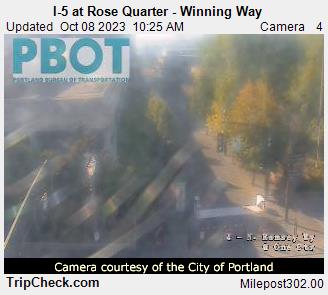 I-5 at Rose Quarter - Winning Way
Updated Oct 08 2023 10:25 AM Camera 4
PBOT
PORTLAND BUREAU OF TRANSPORTATION
Camera courtesy of the City of Portland
TripCheck.com Milepost302.00